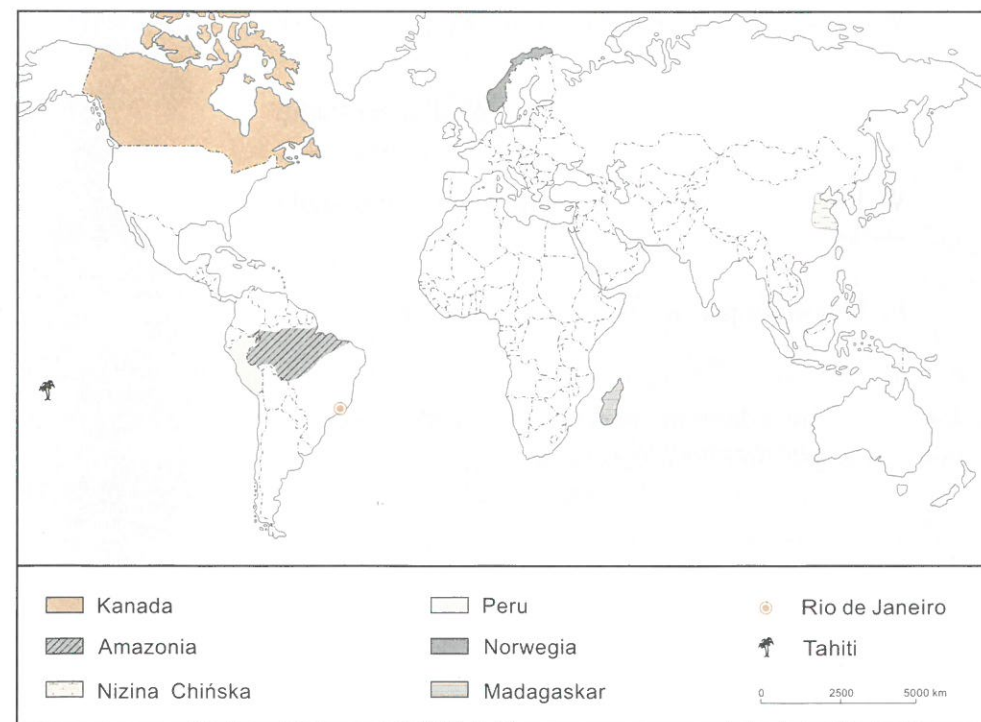 Kanada
Peru
Rio de Janeiro
Amazonia
Norwegia
Tahiti
Nizina Chińska
Madagaskar
0 2500 5000 km